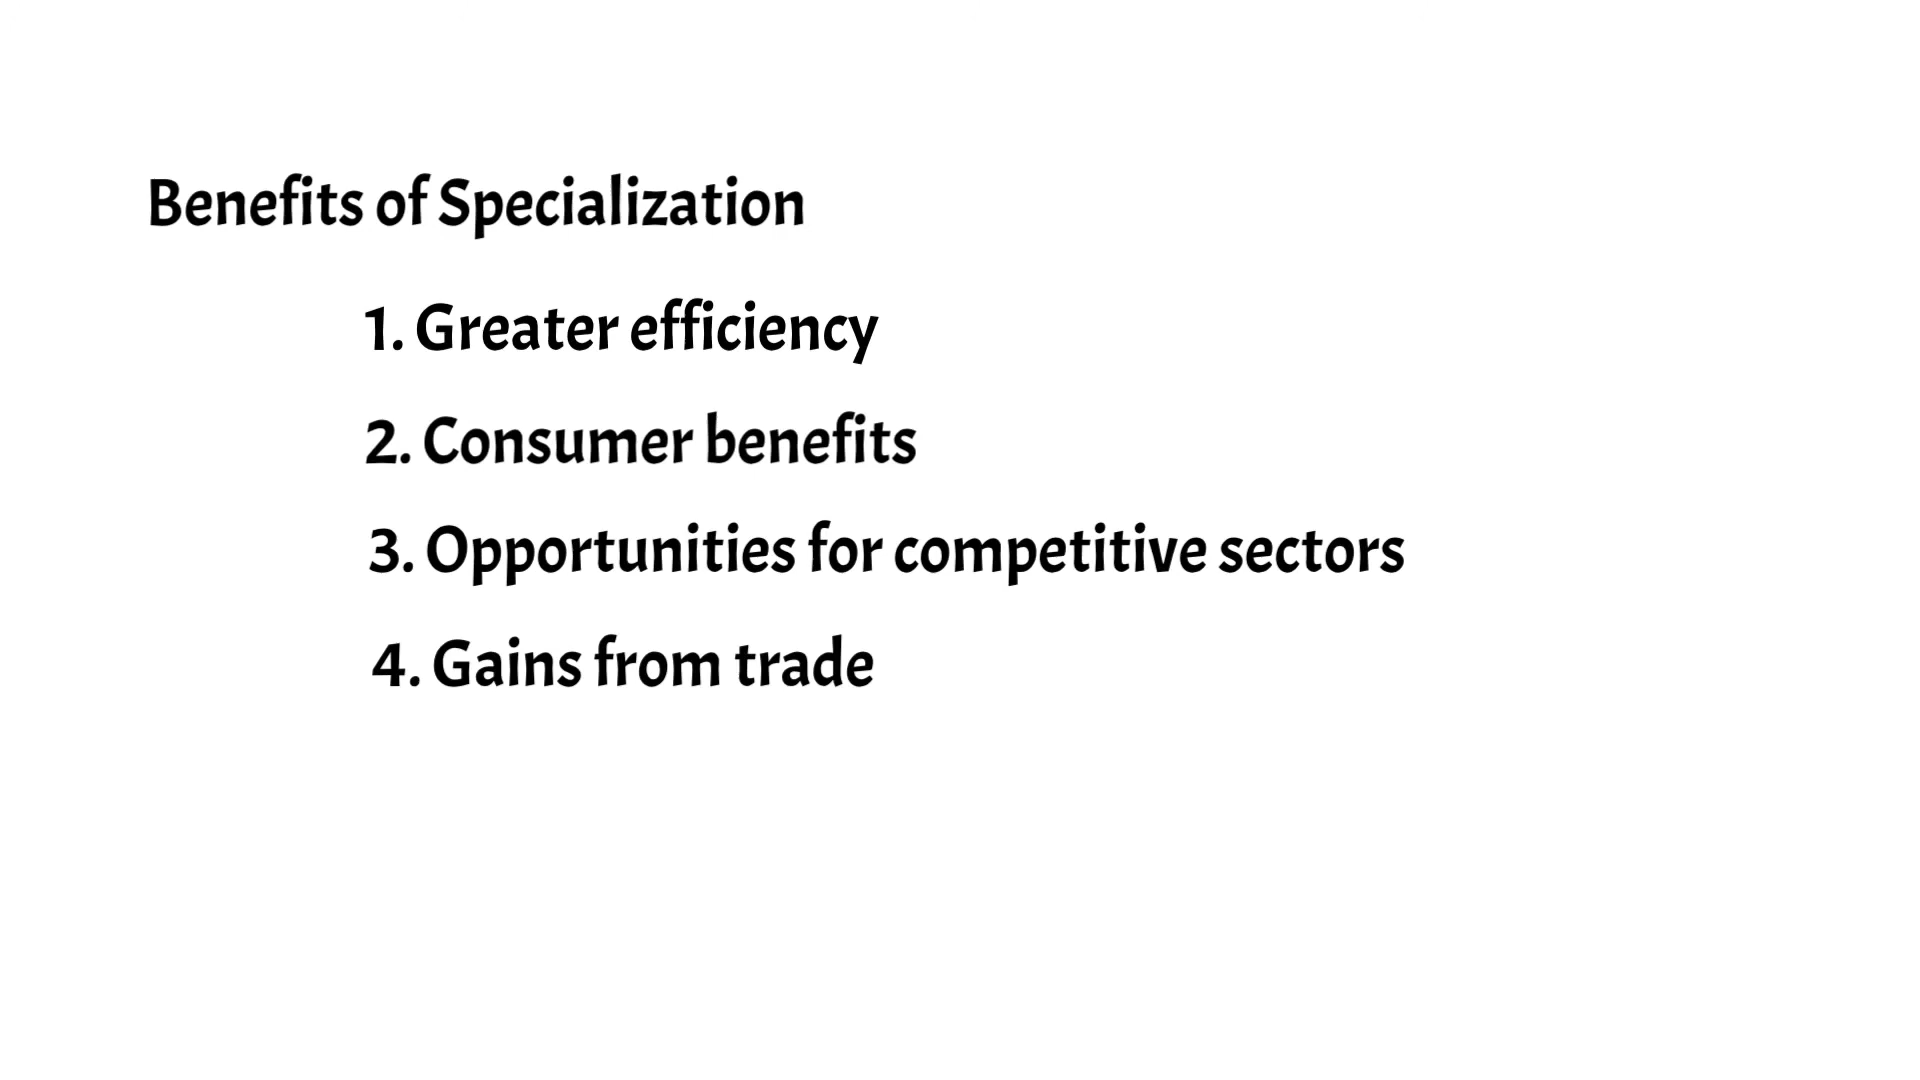 Benefits of Specialization
1. Greater efficiency
2. Consumer benefits
3. Opportunities for competitive sectors
4. Gains from trade